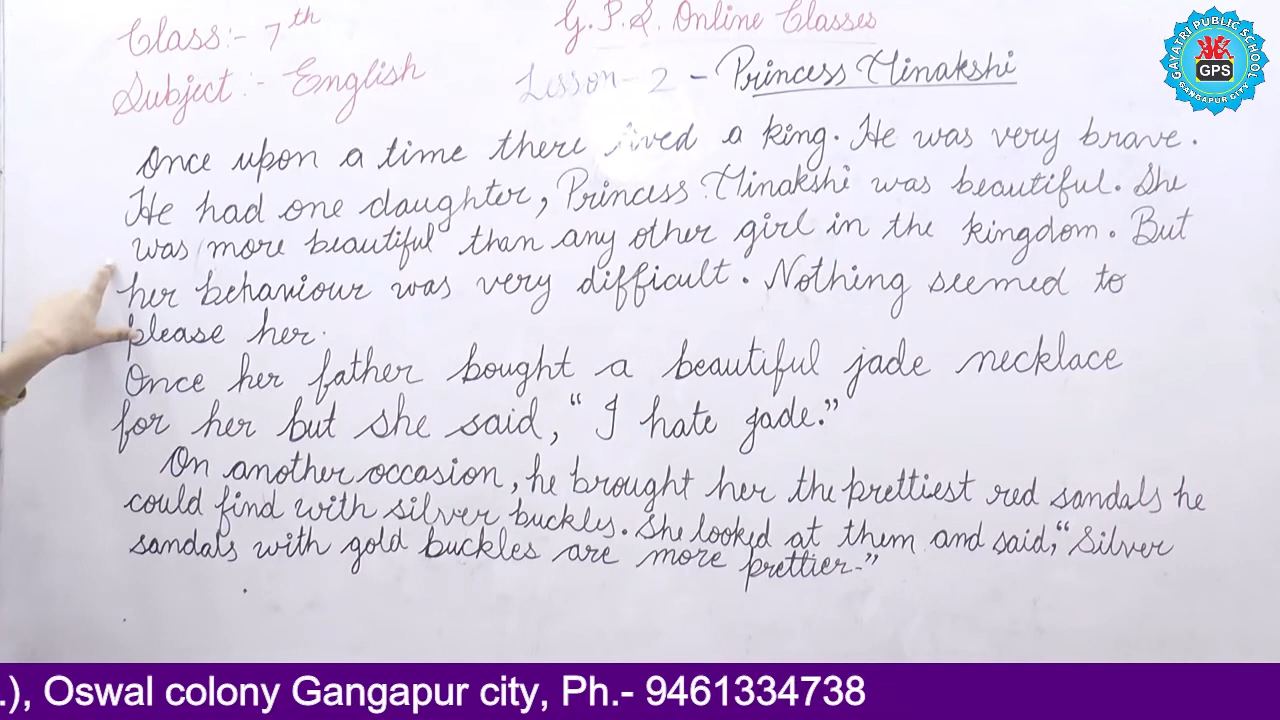 Class:- 7th
G.P.S. Online Classes
Subject:- English
Lesson-2 - Princess Minakshi
GAYATRI PUBLIC SCHOOL
GPS
GANGAPUR CITY
Once upon a time there lived a king. He was very brave.
He had one daughter, Princess Minakshi was beautiful. She
was more beautiful than any other girl in the kingdom. But
her behaviour was very difficult. Nothing seemed to
please her.
Once her father bought a beautiful jade necklace
for her but she said, "I hate jade."
On another occasion, he brought her the prettiest red sandals he
could find with silver buckles. She looked at them and said, "Silver
sandals with gold buckles are more prettier-"
.), Oswal colony Gangapur city, Ph.- 9461334738